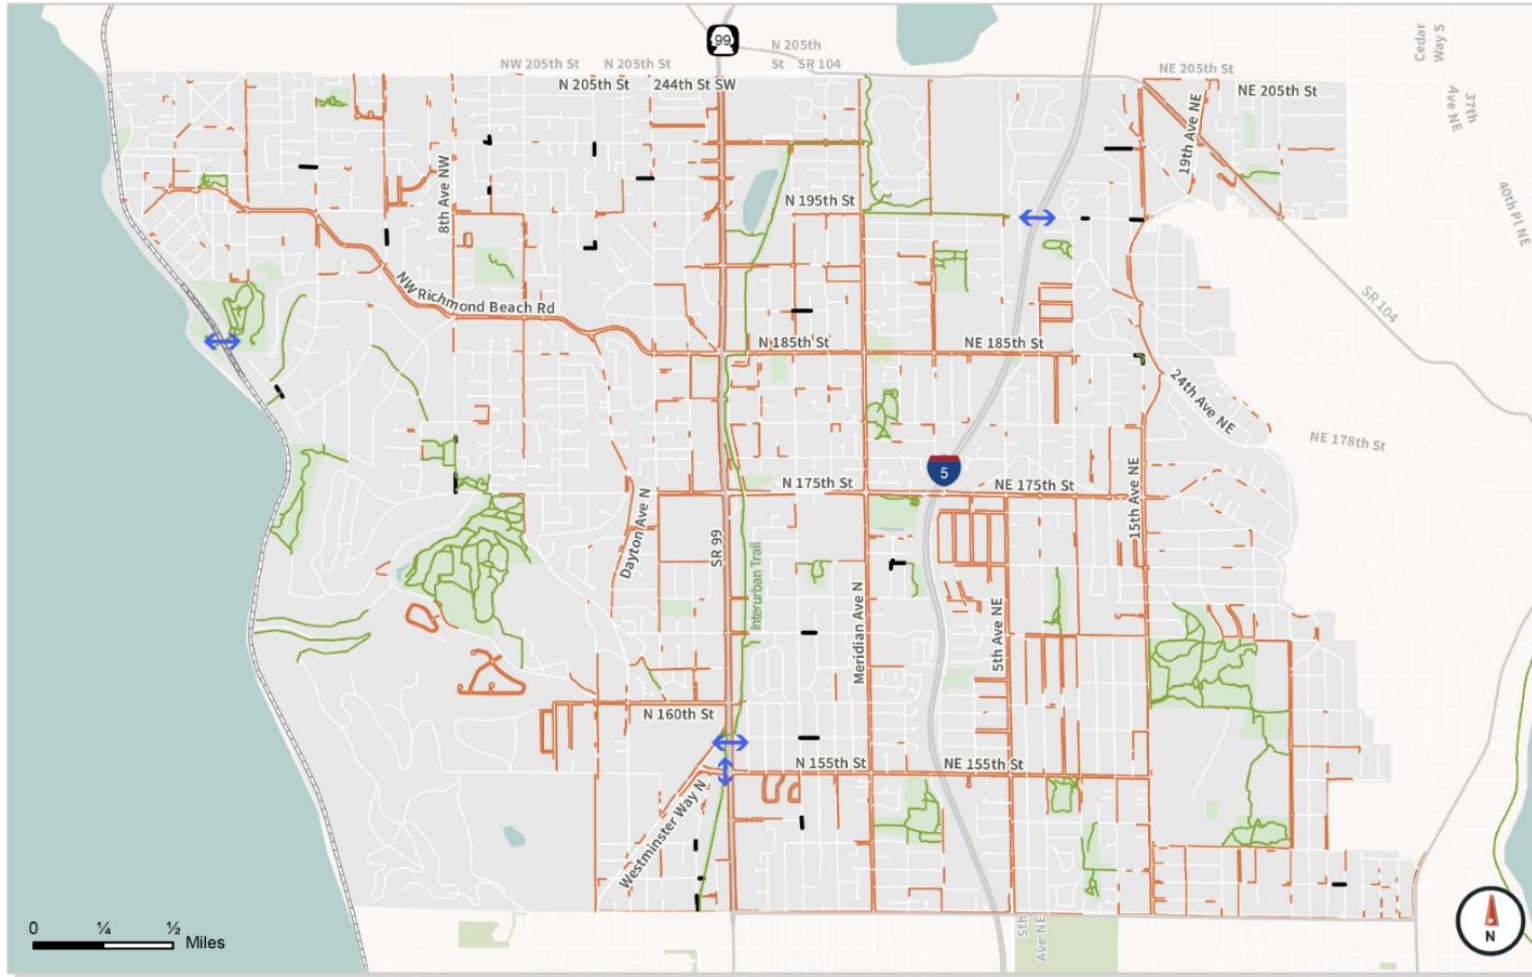 99
NW 205th St
N 205th St
N 205th
St SR 104
NE 205th St
Cedar
Way S
37th
Ave NE
40th Pl NE
N 205th St
244th St SW
19th Ave NE
NE 205th St
8th Ave NW
N 195th St
NW Richmond Beach Rd
N 185th St
NE 185th St
SR 104
24th Ave NE
NE 178th St
5
N 175th St
NE 175th St
15th Ave NE
Dayton Ave N
SR 99
Interurban Trail
Meridian Ave N
5th Ave NE
N 160th St
N 155th St
NE 155th St
Westminster Way N
5th
Ave NE
0 ¼ ½
Miles
N